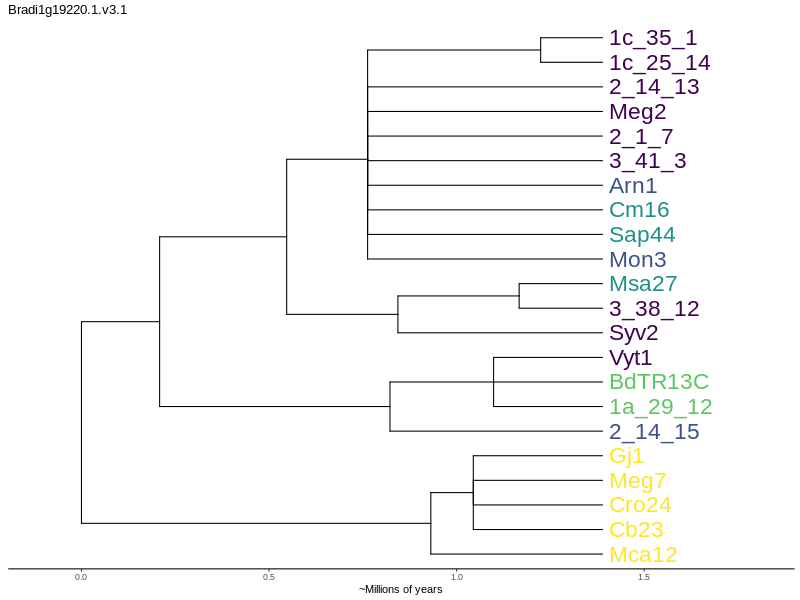 Bradi1g19220.1.v3.1
1c_35_1
1c_25_14
2_14_13
Meg2
2_1_7
3_41_3
Arn1
Cm16
Sap44
Mon3
Msa27
3_38_12
Syv2
Vyt1
BdTR13C
1a_29_12
2_14_15
Gj1
Meg7
Cro24
Cb23
Mca12
0.0 0.5 1.0 1.5
~Millions of years